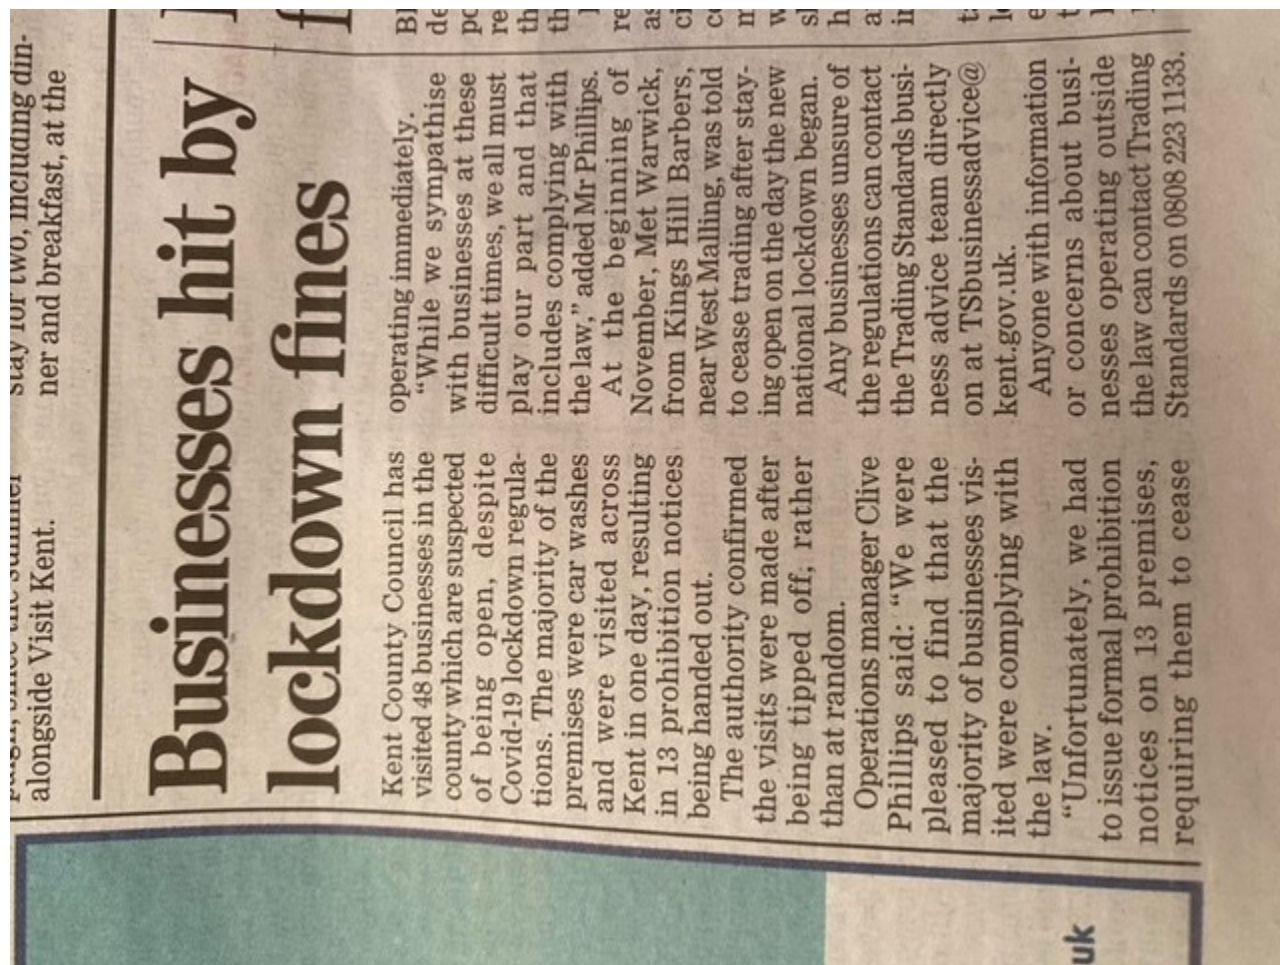 stay for two, including din-
ner and breakfast, at the
alongside Visit Kent.
Businesses hit by
lockdown fines
Kent County Council has
visited 48 businesses in the
county which are suspected
of being open, despite
Covid-19 lockdown regula-
tions. The majority of the
premises were car washes
and were visited across
Kent in one day, resulting
in 13 prohibition notices
being handed out.
The authority confirmed
the visits were made after
being tipped off; rather
than at random.
Operations manager Clive
Phillips said: “We were
pleased to find that the
majority of businesses vis-
ited were complying with
the law.
“Unfortunately, we had
to issue formal prohibition
notices on 13 premises,
requiring them to cease
operating immediately.
“While we sympathise
with businesses at these
difficult times, we all must
play our part and that
includes complying with
the law,” added Mr Phillips.
At the beginning of
November, Met Warwick,
from Kings Hill Barbers,
near West Malling, was told
to cease trading after stay-
ing open on the day the new
national lockdown began.
Any businesses unsure of
the regulations can contact
the Trading Standards busi-
ness advice team directly
on at TSbusinessadvice@
kent.gov.uk.
Anyone with information
or concerns about busi-
nesses operating outside
the law can contact Trading
Standards on 0808 223 1133.
uk